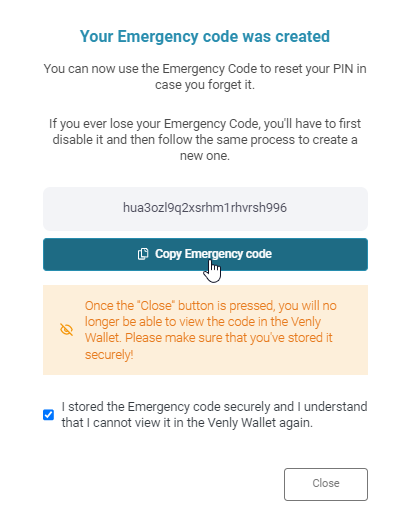 Your Emergency code was created
You can now use the Emergency Code to reset your PIN in
case you forget it.
If you ever lose your Emergency Code, you'll have to first
disable it and then follow the same process to create a
new one.
hua3ozl9q2xsrhm1rhvrsh996
Copy Emergency code
Once the "Close" button is pressed, you will no
longer be able to view the code in the Venly
Wallet. Please make sure that you've stored it
securely!
I stored the Emergency code securely and I understand
that I cannot view it in the Venly Wallet again.
Close